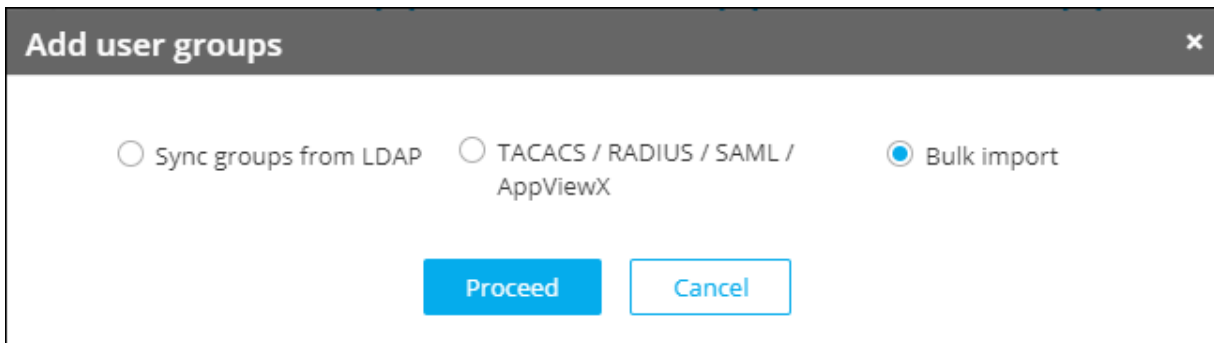 Add user groups ×
Sync groups from LDAP
TACACS / RADIUS / SAML /
AppViewX
Bulk import
Proceed
Cancel